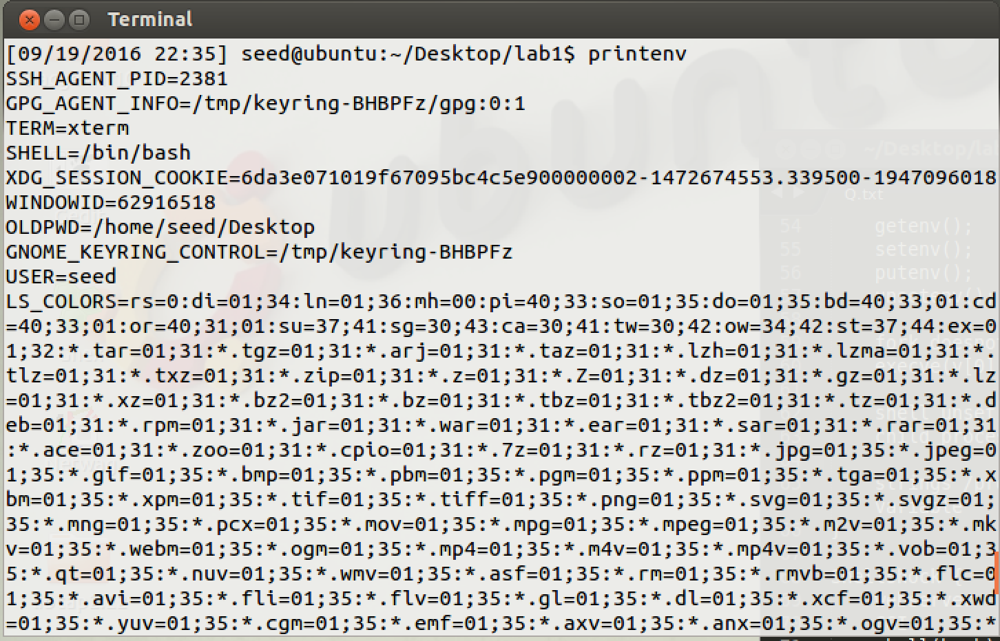 Terminal
[09/19/2016 22:35] seed@ubuntu:~/Desktop/lab1$ printenv
SSH_AGENT_PID=2381
GPG_AGENT_INFO=/tmp/keyring-BHBPFz/gpg:0:1
TERM=xterm
SHELL=/bin/bash
XDG_SESSION_COOKIE=6da3e071019f67095bc4c5e900000002-1472674553.339500-1947096018
WINDOWID=62916518
OLDPWD=/home/seed/Desktop
GNOME_KEYRING_CONTROL=/tmp/keyring-BHBPFz
USER=seed
LS_COLORS=rs=0:di=01;34:ln=01;36:mh=00:pi=40;33:so=01;35:do=01;35:bd=40;33;01:cd
=40;33;01:or=40;31;01:su=37;41:sg=30;43:ca=30;41:tw=30;42:ow=34;42:st=37;44:ex=0
1;32:*.tar=01;31:*.tgz=01;31:*.arj=01;31:*.taz=01;31:*.lzh=01;31:*.lzma=01;31:*.
tlz=01;31:*.txz=01;31:*.zip=01;31:*.z=01;31:*.Z=01;31:*.dz=01;31:*.gz=01;31:*.lz
=01;31:*.xz=01;31:*.bz2=01;31:*.bz=01;31:*.tbz=01;31:*.tbz2=01;31:*.tz=01;31:*.d
eb=01;31:*.rpm=01;31:*.jar=01;31:*.war=01;31:*.ear=01;31:*.sar=01;31:*.rar=01;31
:*.ace=01;31:*.zoo=01;31:*.cpio=01;31:*.7z=01;31:*.rz=01;31:*.jpg=01;35:*.jpeg=0
1;35:*.gif=01;35:*.bmp=01;35:*.pbm=01;35:*.pgm=01;35:*.ppm=01;35:*.tga=01;35:*.x
bm=01;35:*.xpm=01;35:*.tif=01;35:*.tiff=01;35:*.png=01;35:*.svg=01;35:*.svgz=01;
35:*.mng=01;35:*.pcx=01;35:*.mov=01;35:*.mpg=01;35:*.mpeg=01;35:*.m2v=01;35:*.mk
v=01;35:*.webm=01;35:*.ogm=01;35:*.mp4=01;35:*.m4v=01;35:*.mp4v=01;35:*.vob=01;3
5:*.qt=01;35:*.nuv=01;35:*.wmv=01;35:*.asf=01;35:*.rm=01;35:*.rmvb=01;35:*.flc=0
1;35:*.avi=01;35:*.fli=01;35:*.flv=01;35:*.gl=01;35:*.dl=01;35:*.xcf=01;35:*.xwd
=01;35:*.yuv=01;35:*.cgm=01;35:*.emf=01;35:*.axv=01;35:*.anx=01;35:*.ogv=01;35:*
~/Desktop/la
Q.txt
54 getenv();
55 setenv();
56 putenv();